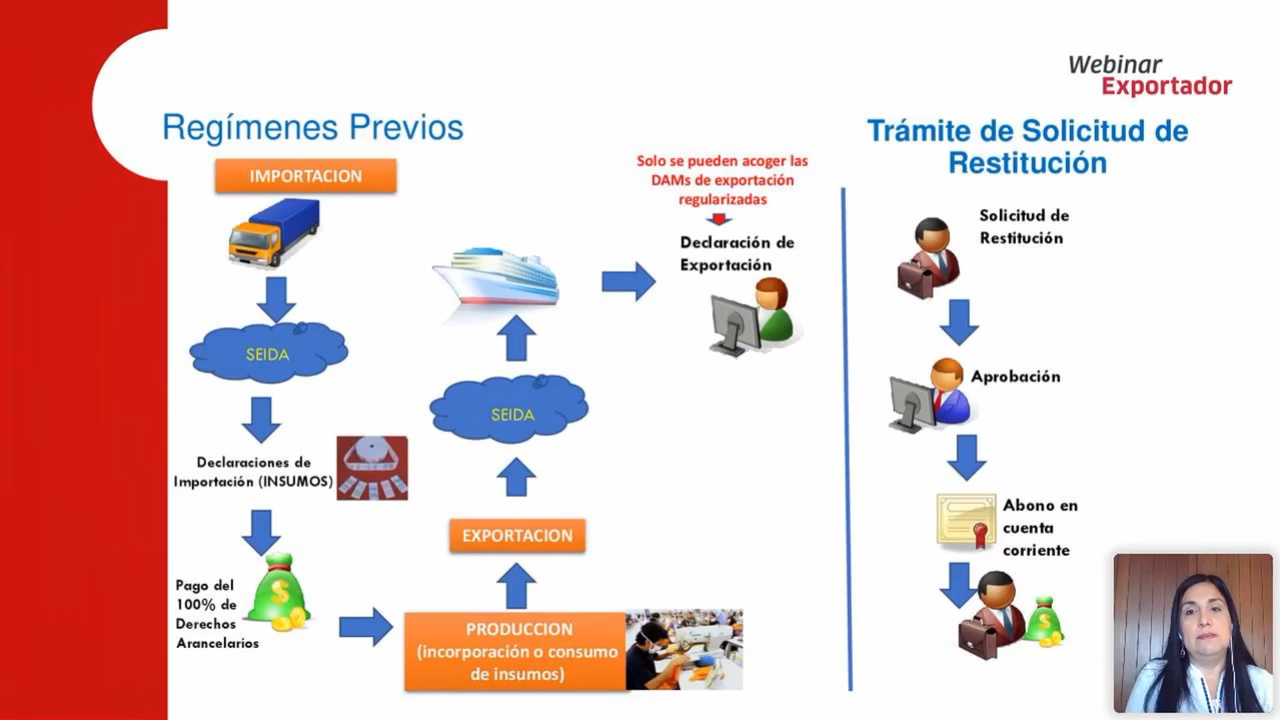 Webinar
Exportador
Regímenes Previos
IMPORTACION
SEIDA
Declaraciones de
Importación (INSUMOS)
Pago del
100% de
Derechos
Arancelarios
PRODUCCION
(incorporación o consumo
de insumos)
EXPORTACION
SEIDA
Solo se pueden acoger las
DAMs de exportación
regularizadas
Declaración de
Exportación
Trámite de Solicitud de
Restitución
Solicitud de
Restitución
Aprobación
Abono en
cuenta
corriente